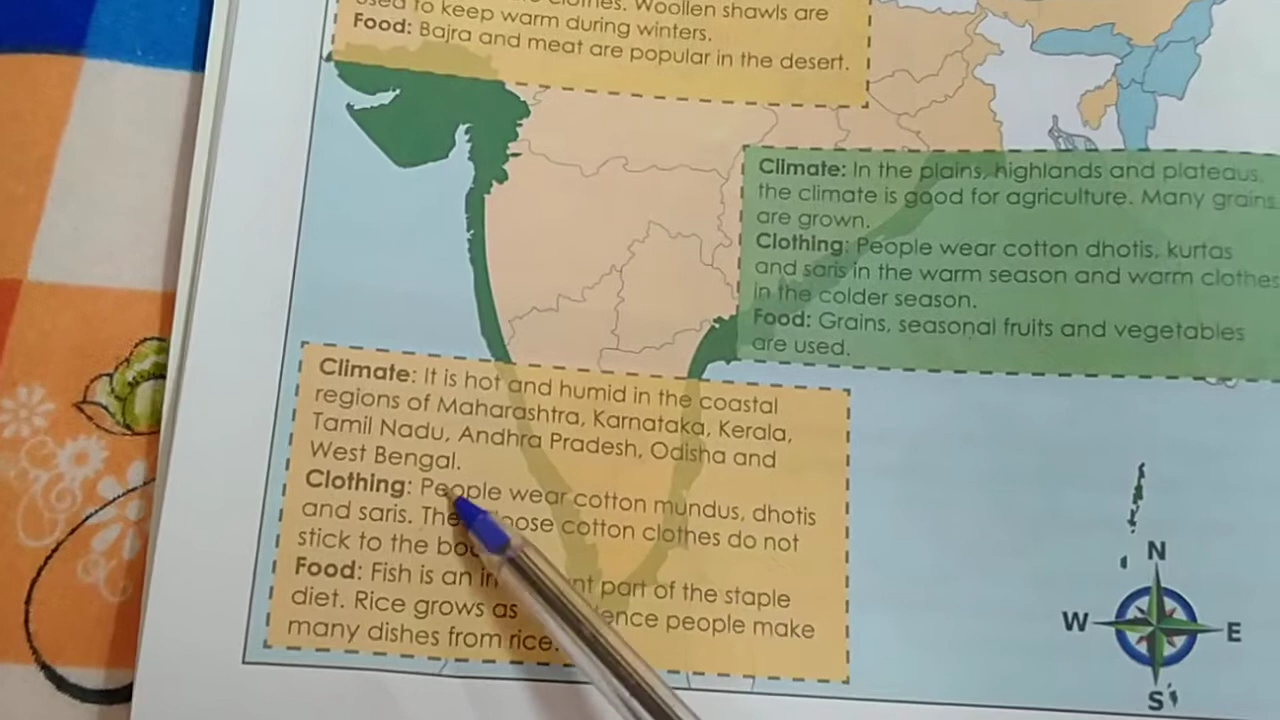 clothes. Woollen shawls are
used to keep warm during winters.
Food: Bajra and meat are popular in the desert.
Climate: In the plains, highlands and plateaus,
the climate is good for agriculture. Many grains
are grown.
Clothing: People wear cotton dhotis, kurtas
and saris in the warm season and warm clothes
in the colder season.
Food: Grains, seasonal fruits and vegetables
are used.
Climate: It is hot and humid in the coastal
regions of Maharashtra, Karnataka, Kerala,
Tamil Nadu, Andhra Pradesh, Odisha and
West Bengal.
Clothing: People wear cotton mundus, dhotis
and saris. The loose cotton clothes do not
stick to the
Food: Fish is an part of the staple
diet. Rice grows as people make
many dishes from rice.
N
W
E
S